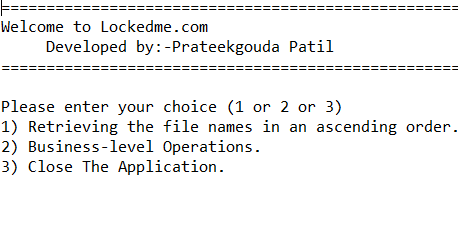 ===================================================
Welcome to Lockedme.com
     Developed by:-Prateekgouda Patil
===================================================
Please enter your choice (1 or 2 or 3)
1) Retrieving the file names in an ascending order.
2) Business-level Operations.
3) Close The Application.